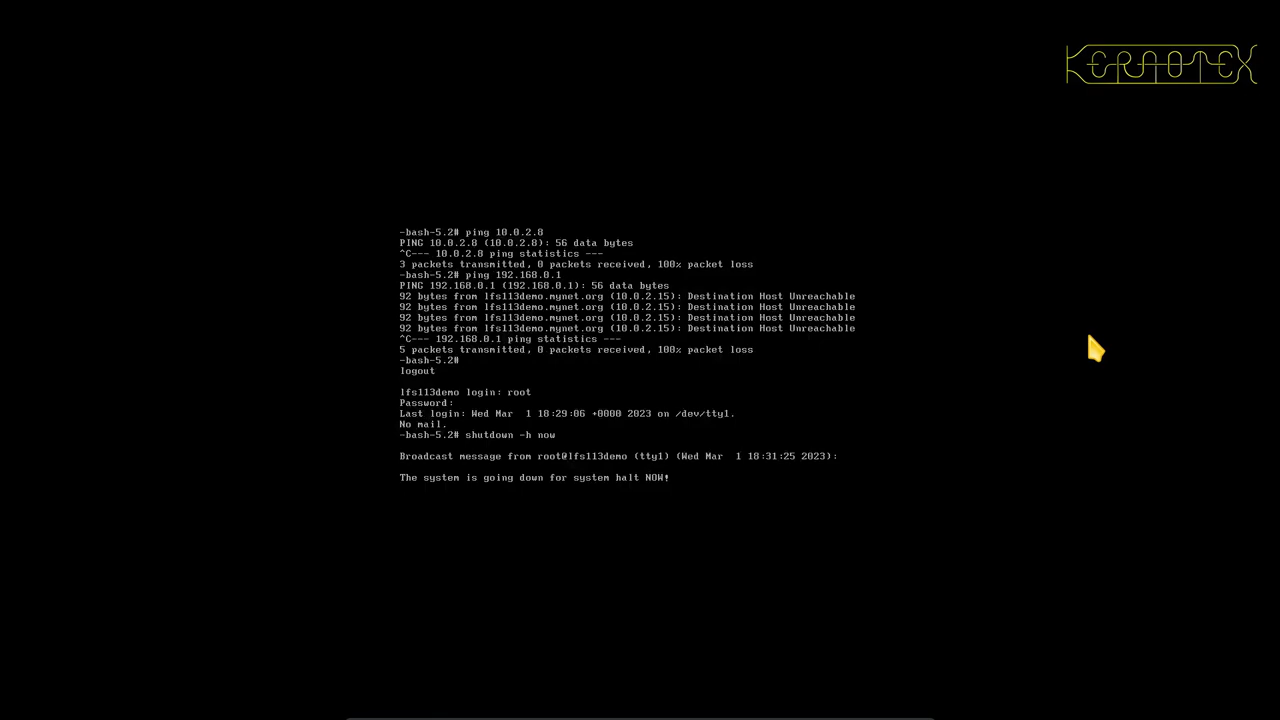 KERNOTEX
-bash-5.2# ping 10.0.2.8
PING 10.0.2.8 (10.0.2.8): 56 data bytes
^C--- 10.0.2.8 ping statistics ---
3 packets transmitted, 0 packets received, 100% packet loss
-bash-5.2# ping 192.168.0.1
PING 192.168.0.1 (192.168.0.1): 56 data bytes
92 bytes from lfs113demo.mynet.org (10.0.2.15): Destination Host Unreachable
92 bytes from lfs113demo.mynet.org (10.0.2.15): Destination Host Unreachable
92 bytes from lfs113demo.mynet.org (10.0.2.15): Destination Host Unreachable
92 bytes from lfs113demo.mynet.org (10.0.2.15): Destination Host Unreachable
^C--- 192.168.0.1 ping statistics ---
5 packets transmitted, 0 packets received, 100% packet loss
-bash-5.2#
logout
lfs113demo login: root
Password:
Last login: Wed Mar  1 18:29:06 +0000 2023 on /dev/tty1.
No mail.
-bash-5.2# shutdown -h now
Broadcast message from root@lfs113demo (tty1) (Wed Mar  1 18:31:25 2023):
The system is going down for system halt NOW!